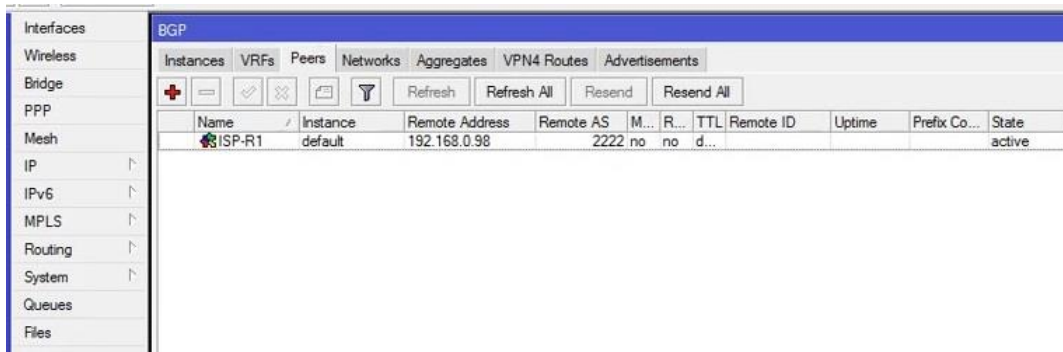 Interfaces
Wireless
Bridge
PPP
Mesh
IP
IPv6
MPLS
Routing
System
Queues
Files
BGP
Instances VRFs Peers Networks Aggregates VPN4 Routes Advertisements
Refresh Refresh All Resend Resend All
Name / Instance Remote Address Remote AS M... R... TTL Remote ID Uptime Prefix Co... State
ISP-R1 default 192.168.0.98 2222 no no d... active